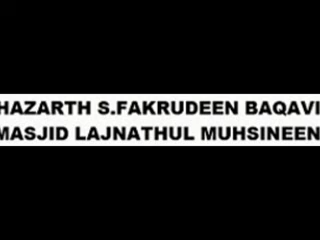 HAZARTH S.FAKRUDEEN BAQAVI
MASJID LAJNATHUL MUHSINEEN